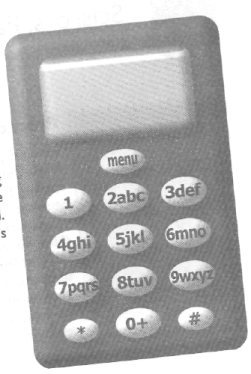 menu
1 2abc 3def
4ghi 5jkl 6mno
7pqrs 8tuv 9wxyz
* 0+ #